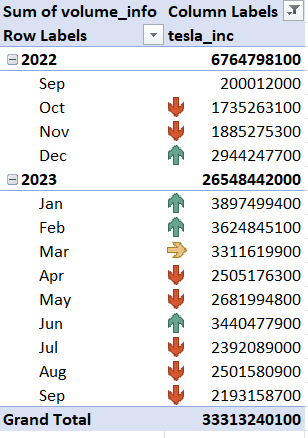 Sum of volume_info Column Labels
Row Labels tesla_inc
2022 6764798100
Sep 200012000
Oct 1735263100
Nov 1885275300
Dec 2944247700
2023 26548442000
Jan 3897499400
Feb 3624845100
Mar 3311619900
Apr 2505176300
May 2681994800
Jun 3440477900
Jul 2392089000
Aug 2501580900
Sep 2193158700
Grand Total 33313240100